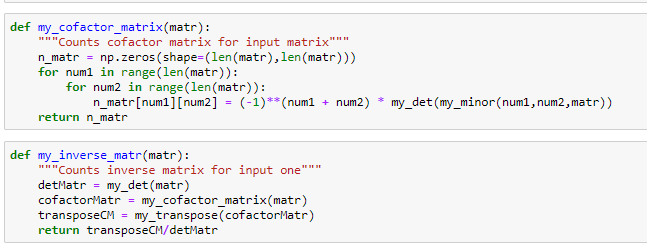 def my_cofactor_matrix(matr):
    """Counts cofactor matrix for input matrix"""
    n_matr = np.zeros(shape=(len(matr),len(matr)))
    for num1 in range(len(matr)):
        for num2 in range(len(matr)):
            n_matr[num1][num2] = (-1)**(num1 + num2) * my_det(my_minor(num1,num2,matr))
    return n_matr
def my_inverse_matr(matr):
    """Counts inverse matrix for input one"""
    detMatr = my_det(matr)
    cofactorMatr = my_cofactor_matrix(matr)
    transposeCM = my_transpose(cofactorMatr)
    return transposeCM/detMatr